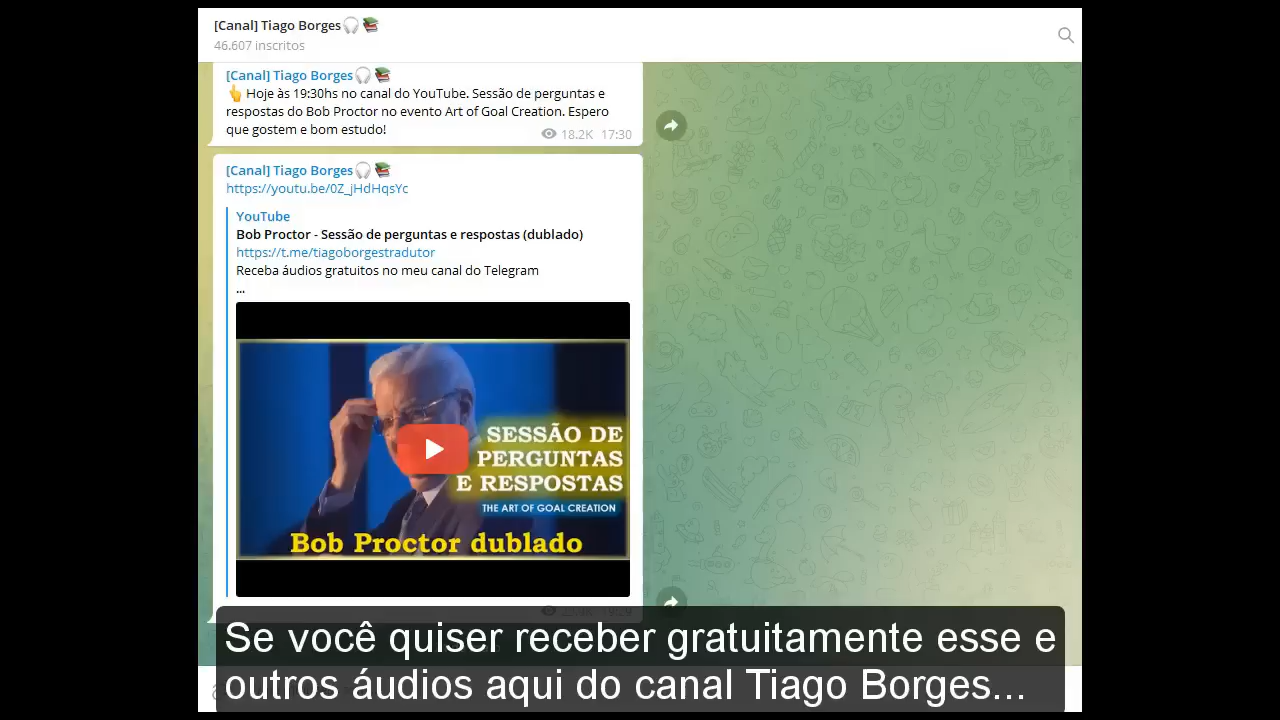 [Canal] Tiago Borges🎧📚
46.607 inscritos
[Canal] Tiago Borges🎧📚
👆Hoje às 19:30hs no canal do YouTube. Sessão de perguntas e
respostas do Bob Proctor no evento Art of Goal Creation. Espero
que gostem e bom estudo!
18.2K 17:30
[Canal] Tiago Borges🎧📚
https://youtu.be/0Z_jHdHqsYc
YouTube
Bob Proctor - Sessão de perguntas e respostas (dublado)
https://t.me/tiagoborgestradutor
Receba áudios gratuitos no meu canal do Telegram
...
SESSÃO DE
PERGUNTAS
E RESPOSTAS
THE ART OF GOAL CREATION
Bob Proctor dublado
Se você quiser receber gratuitamente esse e
outros áudios aqui do canal Tiago Borges...